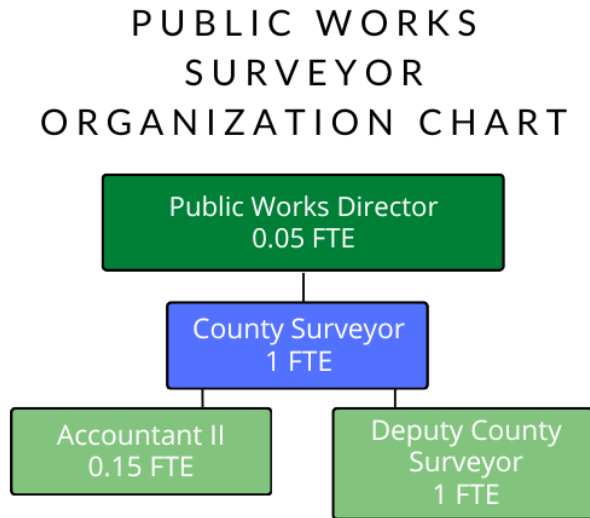 PUBLIC WORKS
SURVEYOR
ORGANIZATION CHART
Public Works Director
0.05 FTE
County Surveyor
1 FTE
Accountant II
0.15 FTE
Deputy County
Surveyor
1 FTE